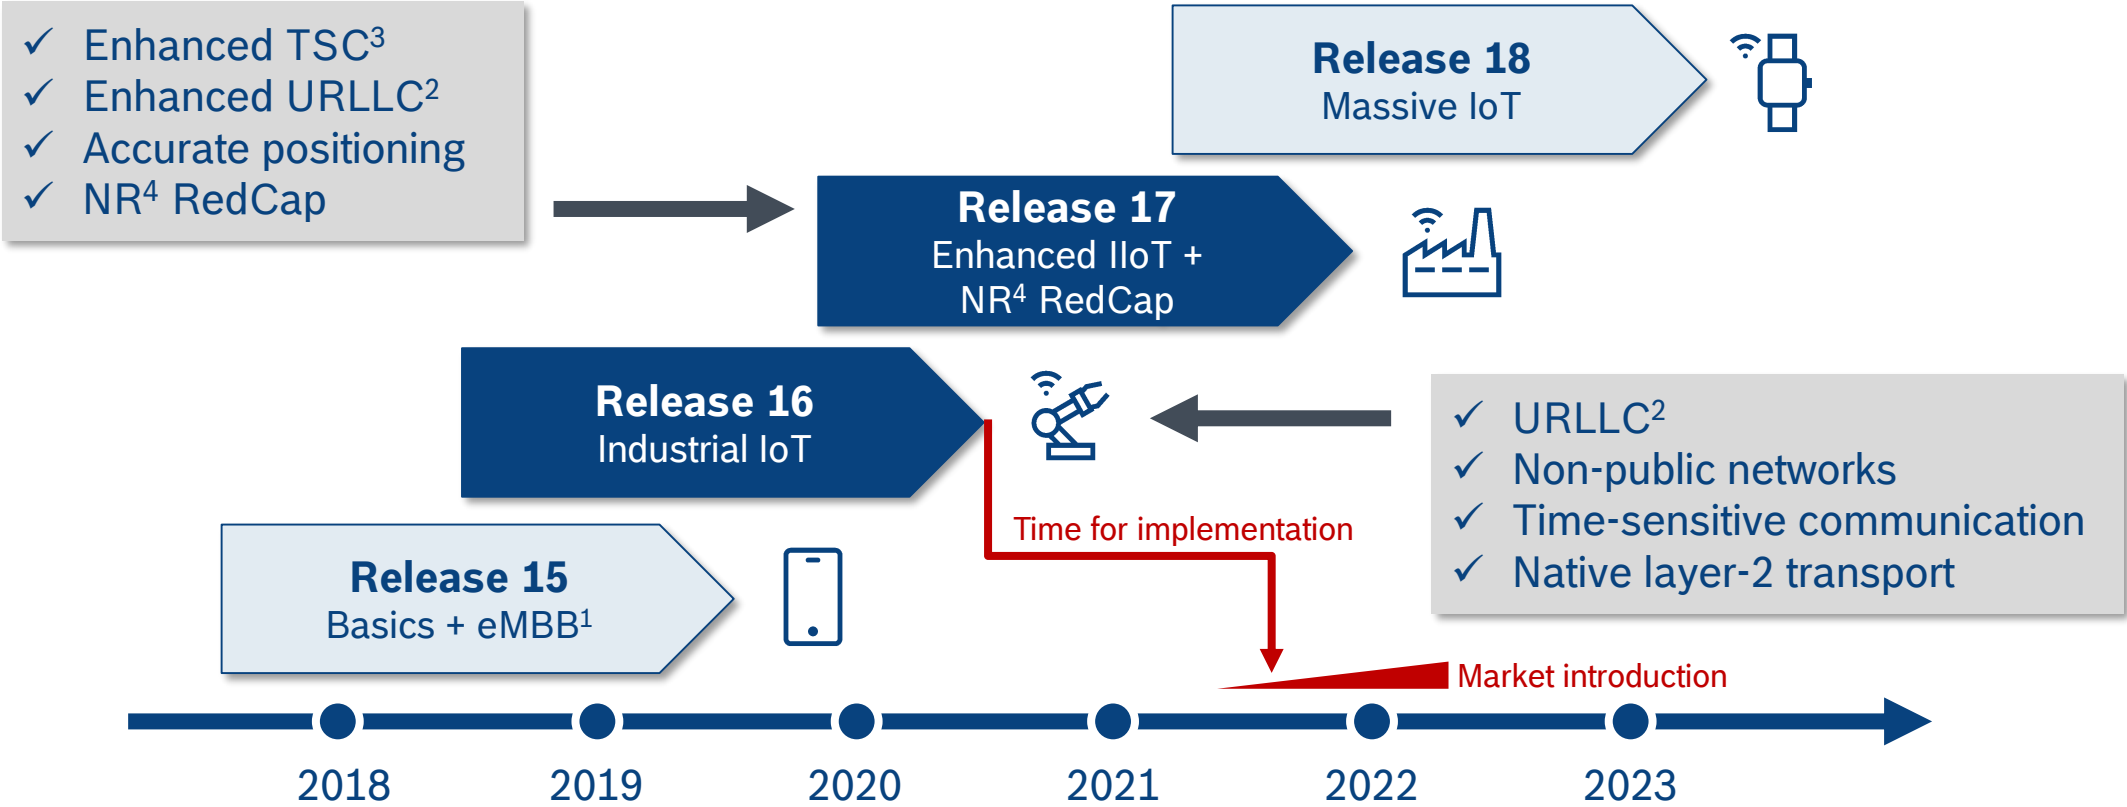 Enhanced TSC³
Enhanced URLLC²
Accurate positioning
NR⁴ RedCap
Release 18
Massive IoT
Release 17
Enhanced IIoT +
NR⁴ RedCap
Release 16
Industrial IoT
URLLC²
Non-public networks
Time-sensitive communication
Native layer-2 transport
Time for implementation
Release 15
Basics + eMBB¹
Market introduction
2018
2019
2020
2021
2022
2023